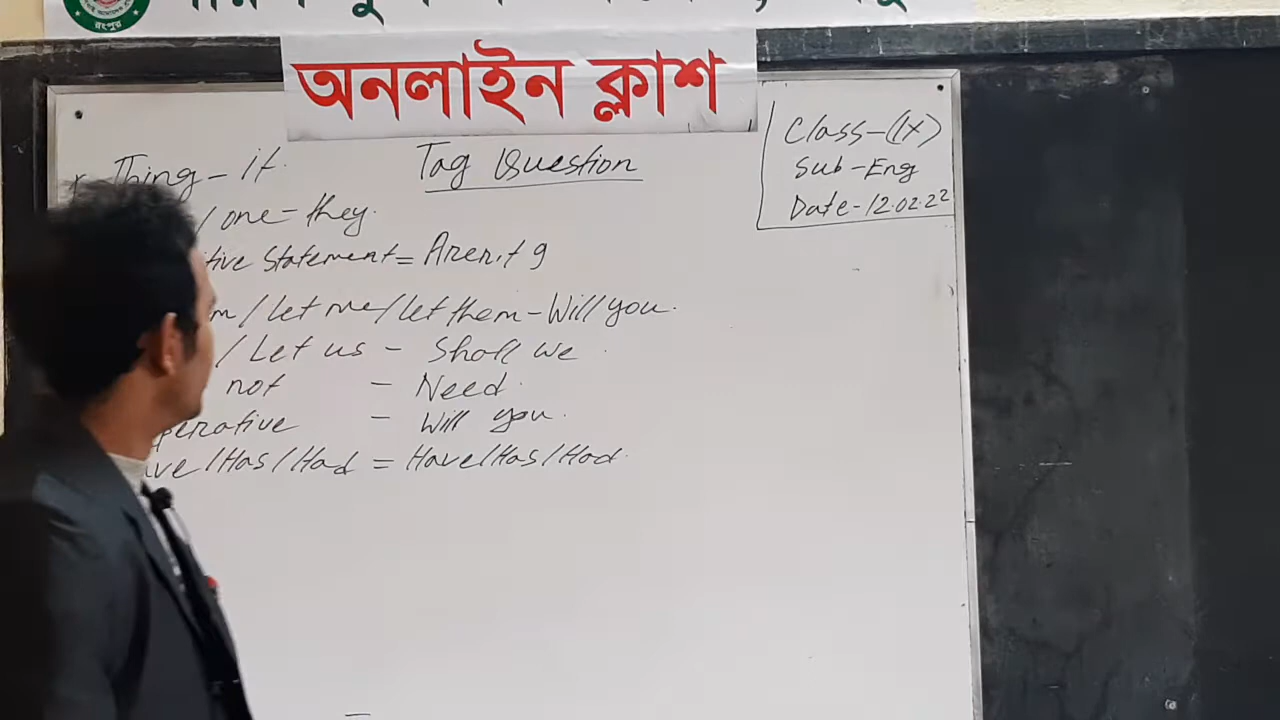 রংপুর
অনলাইন ক্লাশ
Class-(IX)
Sub-Eng
Date-12.02.22
Tag Question
Thing - it.
/ one - they.
tive Statement = Aren't I
m / let me / let them - Will you.
/ Let us - Shall we
not - Need.
perative - Will you.
ve / Has / Had = Have / Has / Had.